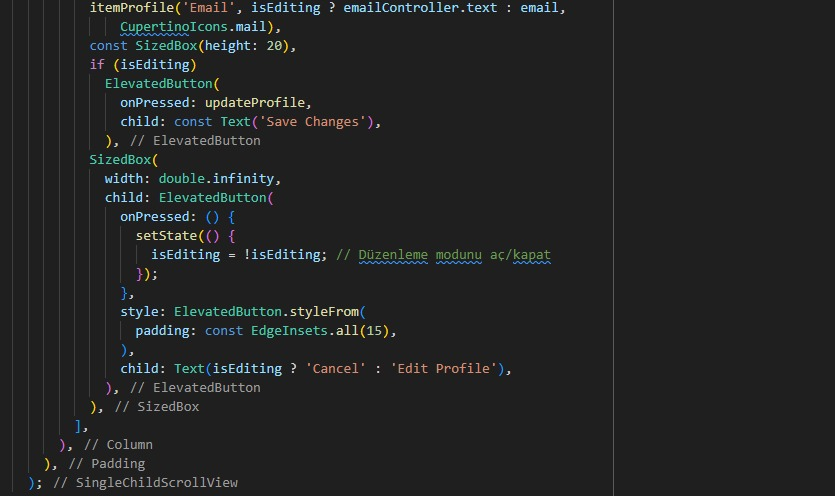 itemProfile('Email', isEditing ? emailController.text : email,
CupertinoIcons.mail),
const SizedBox(height: 20),
if (isEditing)
ElevatedButton(
onPressed: updateProfile,
child: const Text('Save Changes'),
), // ElevatedButton
SizedBox(
width: double.infinity,
child: ElevatedButton(
onPressed: () {
setState(() {
isEditing = !isEditing; // Düzenleme modunu aç/kapat
});
},
style: ElevatedButton.styleFrom(
padding: const EdgeInsets.all(15),
),
child: Text(isEditing ? 'Cancel' : 'Edit Profile'),
), // ElevatedButton
), // SizedBox
],
), // Column
), // Padding
); // SingleChildScrollView